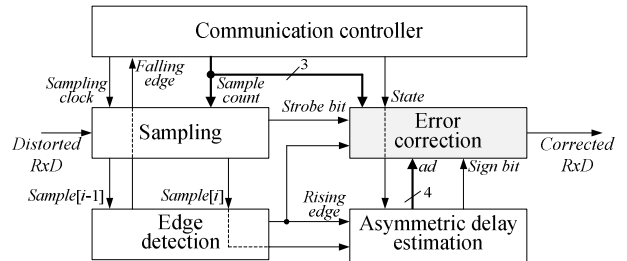 Communication controller
3
Sampling
clock
Falling
edge
Sample
count
Strobe bit
State
Distorted
RxD
Sampling
Error
correction
Corrected
RxD
Sample[i-1]
Sample[i]
Rising
edge
ad
4
Sign bit
Edge
detection
Asymmetric delay
estimation